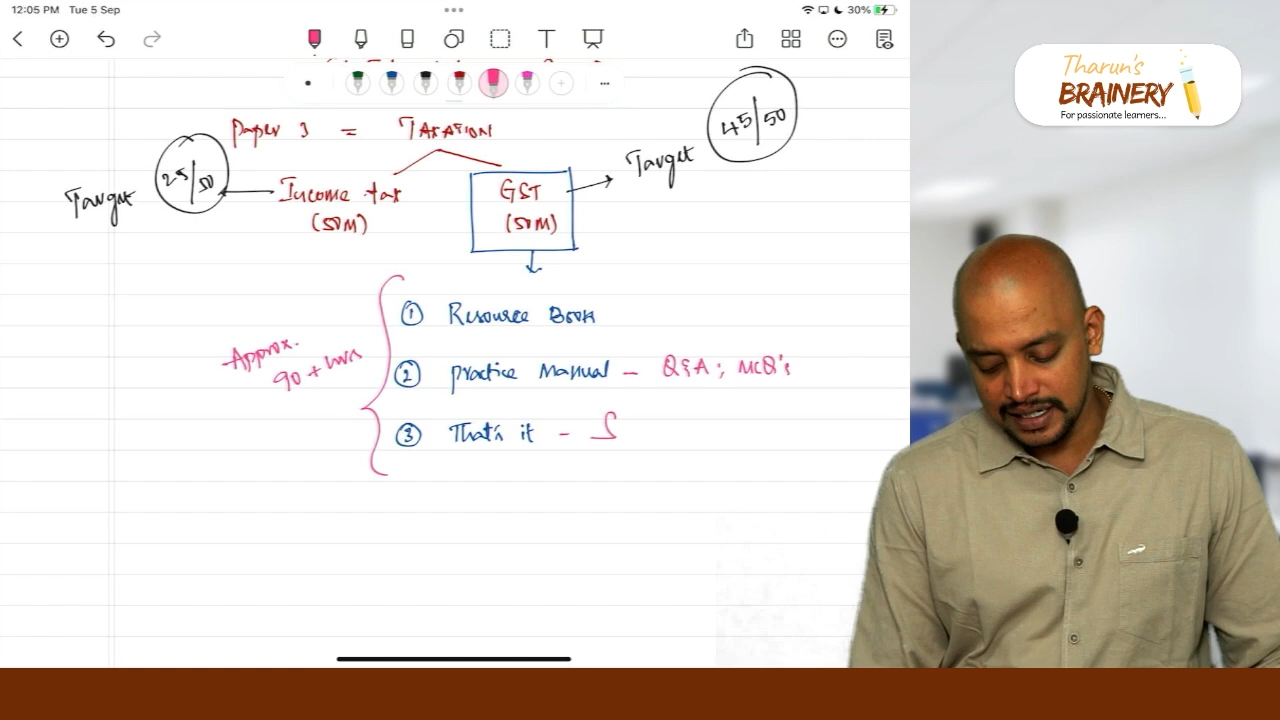 12:05 PM Tue 5 Sep
30%
Tharun's
BRAINERY
For passionate learners...
Paper 3 = TAXATION
45/50
Target
25/50
Target
Income tax
(50M)
GST
(50M)
Approx.
90 + hrs
① Resource Book
② Practice Manual - Q&A; MCQ's
③ That's it - S